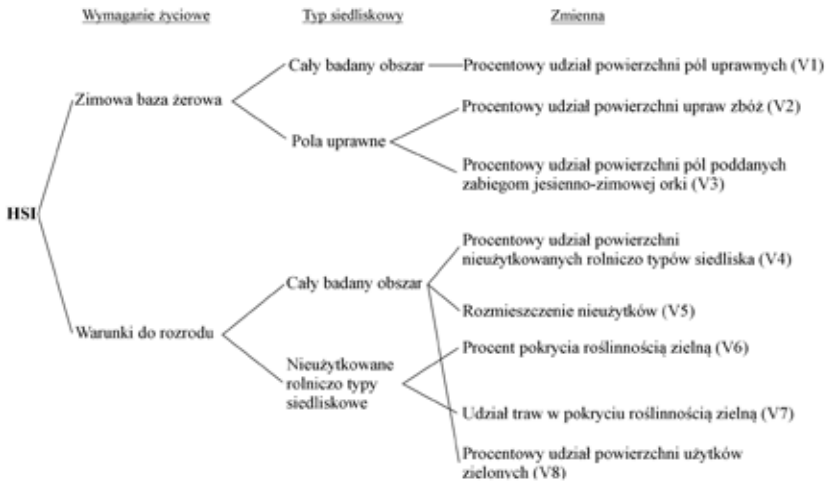 Wymaganie życiowe
Typ siedliskowy
Zmienna
Cały badany obszar
Procentowy udział powierzchni pól uprawnych (V1)
Zimowa baza żerowa
Procentowy udział powierzchni upraw zbóż (V2)
Pola uprawne
Procentowy udział powierzchni pól poddanych
zabiegom jesienno-zimowej orki (V3)
HSI
Procentowy udział powierzchni
nieużytkowanych rolniczo typów siedliska (V4)
Cały badany obszar
Rozmieszczenie nieużytków (V5)
Warunki do rozrodu
Procent pokrycia roślinnością zielną (V6)
Nieużytkowane
rolniczo typy
siedliskowe
Udział traw w pokryciu roślinnością zielną (V7)
Procentowy udział powierzchni użytków
zielonych (V8)